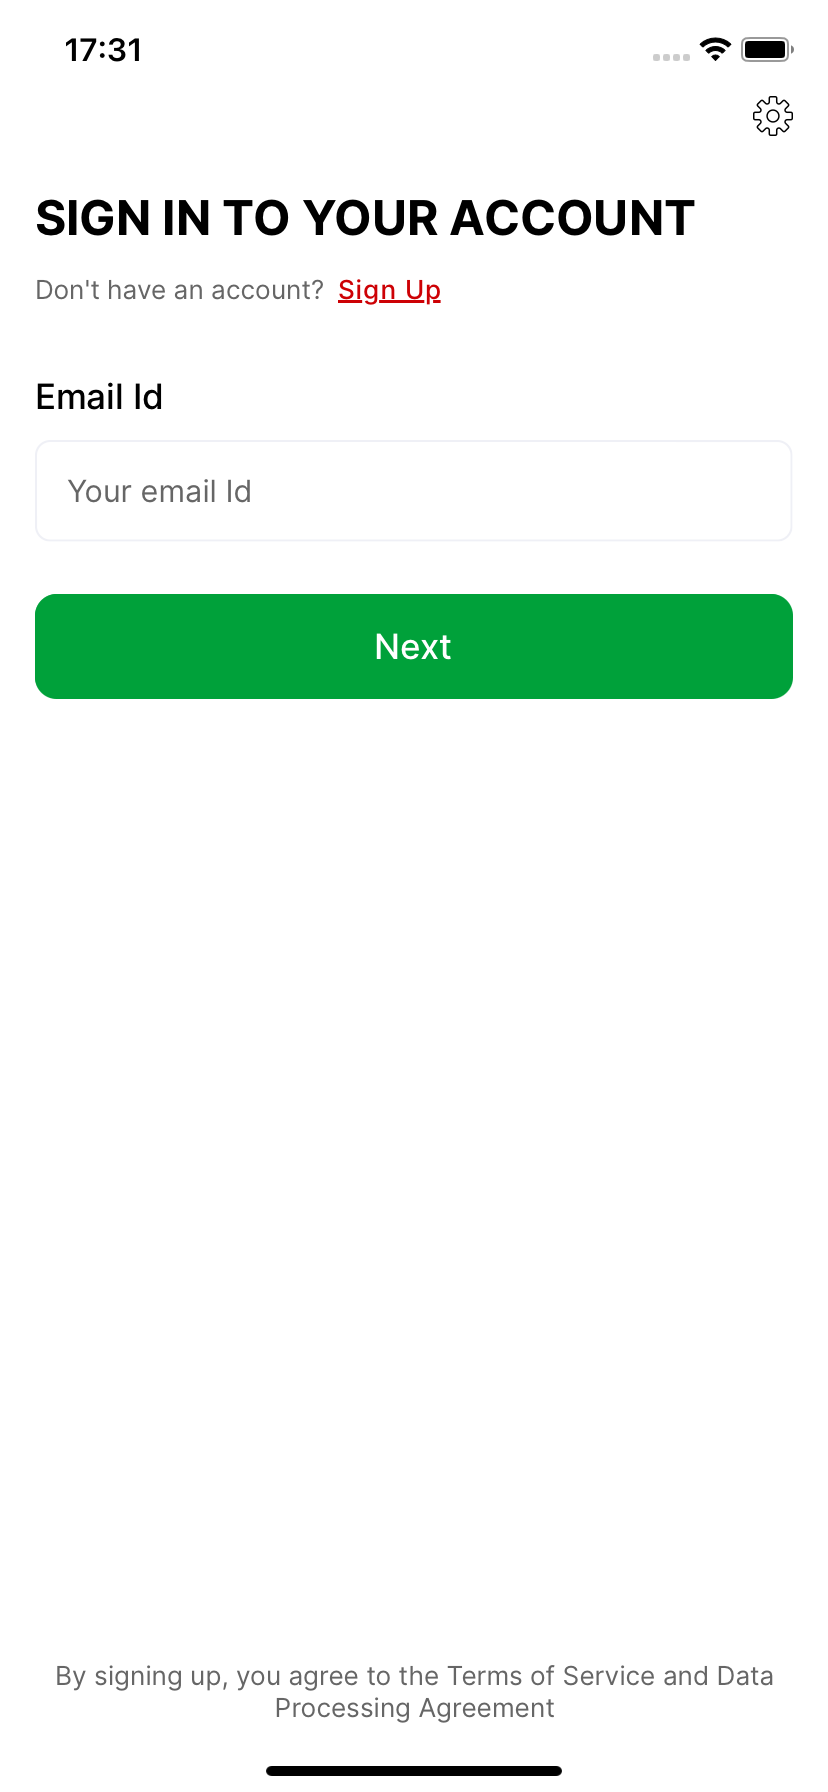 17:31
SIGN IN TO YOUR ACCOUNT
Don't have an account? Sign Up
Email Id
Your email Id
Next
By signing up, you agree to the Terms of Service and Data
Processing Agreement